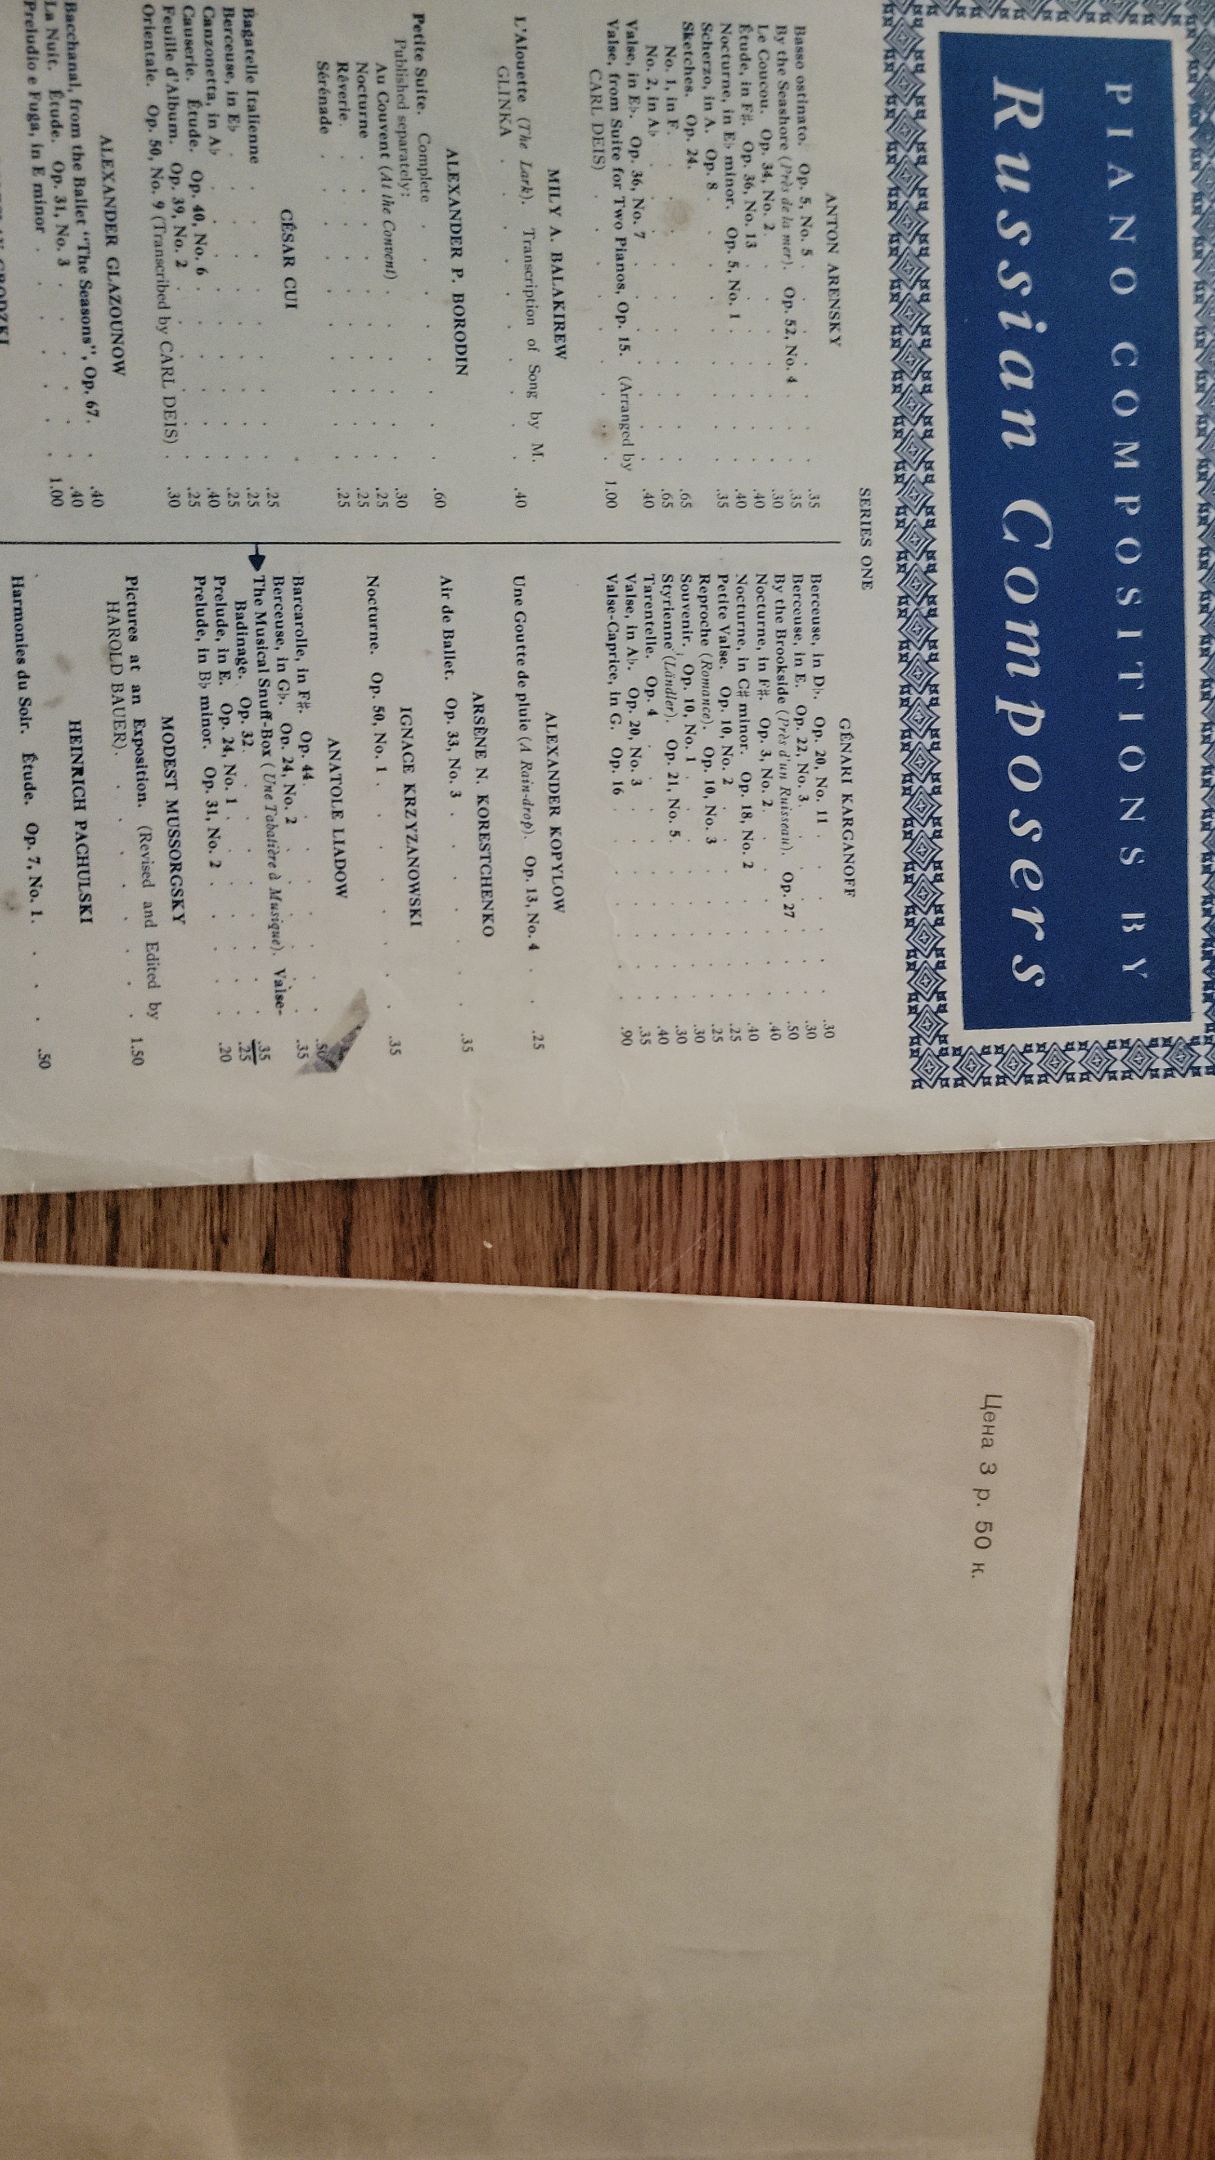 PIANO COMPOSITIONS BY
Russian Composers
SERIES ONE
ANTON ARENSKY
Basso ostinato. Op. 5, No. 5 . . . .35
By the Seashore (Près de la mer). Op. 52, No. 4 . .35
Le Coucou. Op. 34, No. 2 . . . .30
Étude, in F♯. Op. 36, No. 13 . . . .40
Nocturne, in E♭ minor. Op. 5, No. 1 . . .40
Scherzo, in A. Op. 8 . . . .35
Sketches. Op. 24.
No. 1, in F . . . .65
No. 2, in A♭ . . . .65
Valse, in E♭. Op. 36, No. 7 . . . .40
Valse, from Suite for Two Pianos, Op. 15. (Arranged by
CARL DEIS) . . . 1.00
MILY A. BALAKIREW
L'Alouette (The Lark). Transcription of Song by M.
GLINKA . . . .40
ALEXANDER P. BORODIN
Petite Suite. Complete . . . .60
Published separately:
Au Couvent (At the Convent) . . . .30
Nocturne . . . .25
Rêverie . . . .25
Sérénade . . . .25
CÉSAR CUI
Bagatelle Italienne . . . .25
Berceuse, in E♭ . . . .25
Canzonetta, in A♭ . . . .25
Causerie. Étude. Op. 40, No. 6 . . . .40
Feuille d'Album. Op. 39, No. 2 . . . .25
Orientale. Op. 50, No. 9 (Transcribed by CARL DEIS) . .30
ALEXANDER GLAZOUNOW
Bacchanal, from the Ballet "The Seasons", Op. 67. . .40
La Nuit. Étude. Op. 31, No. 3 . . . .40
Preludio e Fuga, in E minor . . . 1.00
GÉNARI KARGANOFF
Berceuse, in D♭. Op. 20, No. 11 . . . .30
Berceuse, in E. Op. 22, No. 3 . . . .30
By the Brookside (Près d'un Ruisseau). Op. 27 . . .50
Nocturne, in F♯. Op. 3, No. 2 . . . .40
Nocturne, in G♯ minor. Op. 18, No. 2 . . . .40
Petite Valse. Op. 10, No. 2 . . . .25
Reproche (Romance). Op. 10, No. 3 . . . .25
Souvenir. Op. 10, No. 1 . . . .30
Styrienne (Ländler). Op. 21, No. 5 . . . .30
Tarentelle. Op. 4 . . . .40
Valse, in A♭. Op. 20, No. 3 . . . .35
Valse-Caprice, in G. Op. 16 . . . .90
ALEXANDER KOPYLOW
Une Goutte de pluie (A Rain-drop). Op. 13, No. 4 . . .25
ARSÈNE N. KORESTCHENKO
Air de Ballet. Op. 33, No. 3 . . . .35
IGNACE KRZYZANOWSKI
Nocturne. Op. 50, No. 1 . . . .35
ANATOLE LIADOW
Barcarolle, in F♯. Op. 44 . . . .50
Berceuse, in G♭. Op. 24, No. 2 . . . .35
The Musical Snuff-Box (Une Tabatière à Musique). Valse-
Badinage. Op. 32 . . . .35
Prelude, in E. Op. 24, No. 1 . . . .25
Prelude, in B♭ minor. Op. 31, No. 2 . . . .20
MODEST MUSSORGSKY
Pictures at an Exposition. (Revised and Edited by
HAROLD BAUER) . . . 1.50
HEINRICH PACHULSKI
Harmonies du Soir. Étude. Op. 7, No. 1 . . . .50
Цена 3 р. 50 к.